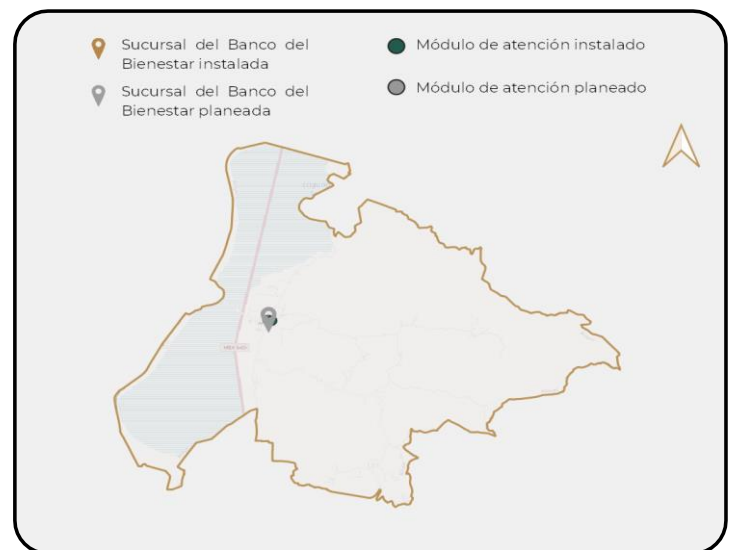 Sucursal del Banco del
Bienestar instalada
Sucursal del Banco del
Bienestar planeada
Módulo de atención instalado
Módulo de atención planeado